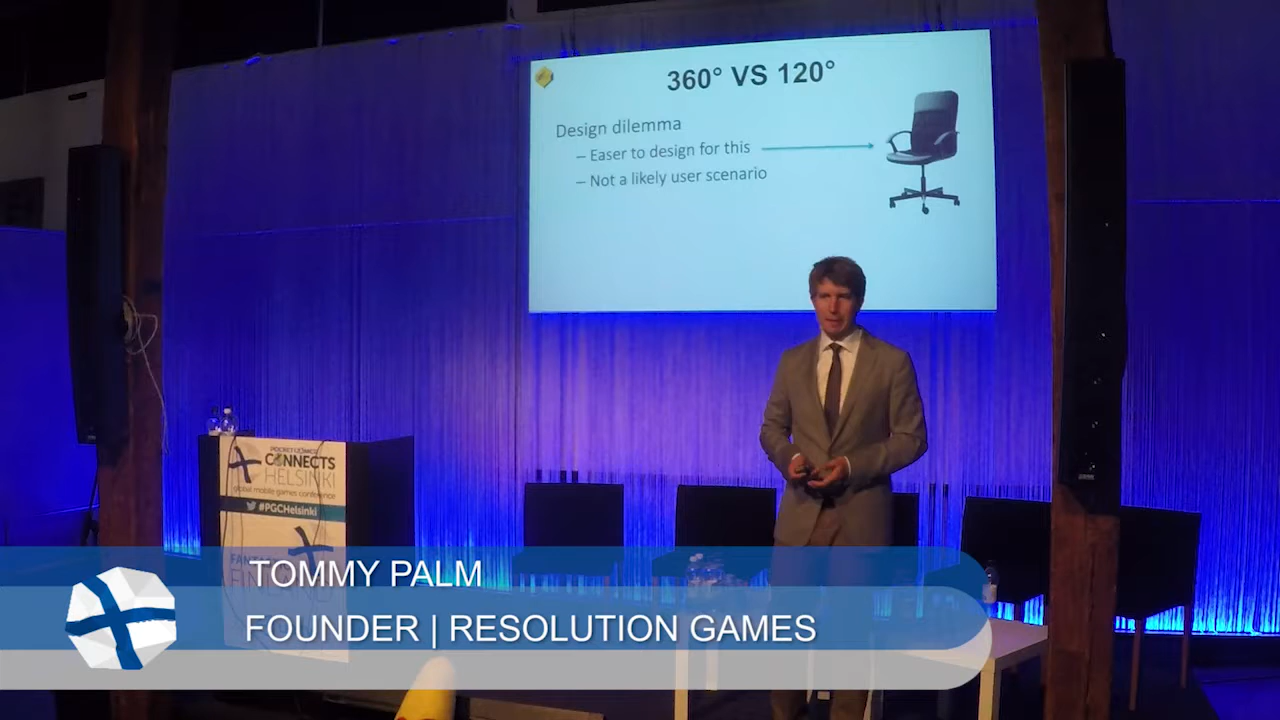 360° VS 120°
Design dilemma
– Easer to design for this
– Not a likely user scenario
POCKET GAMER
CONNECTS
HELSINKI
global mobile games conference
#PGCHelsinki
TOMMY PALM
FOUNDER | RESOLUTION GAMES